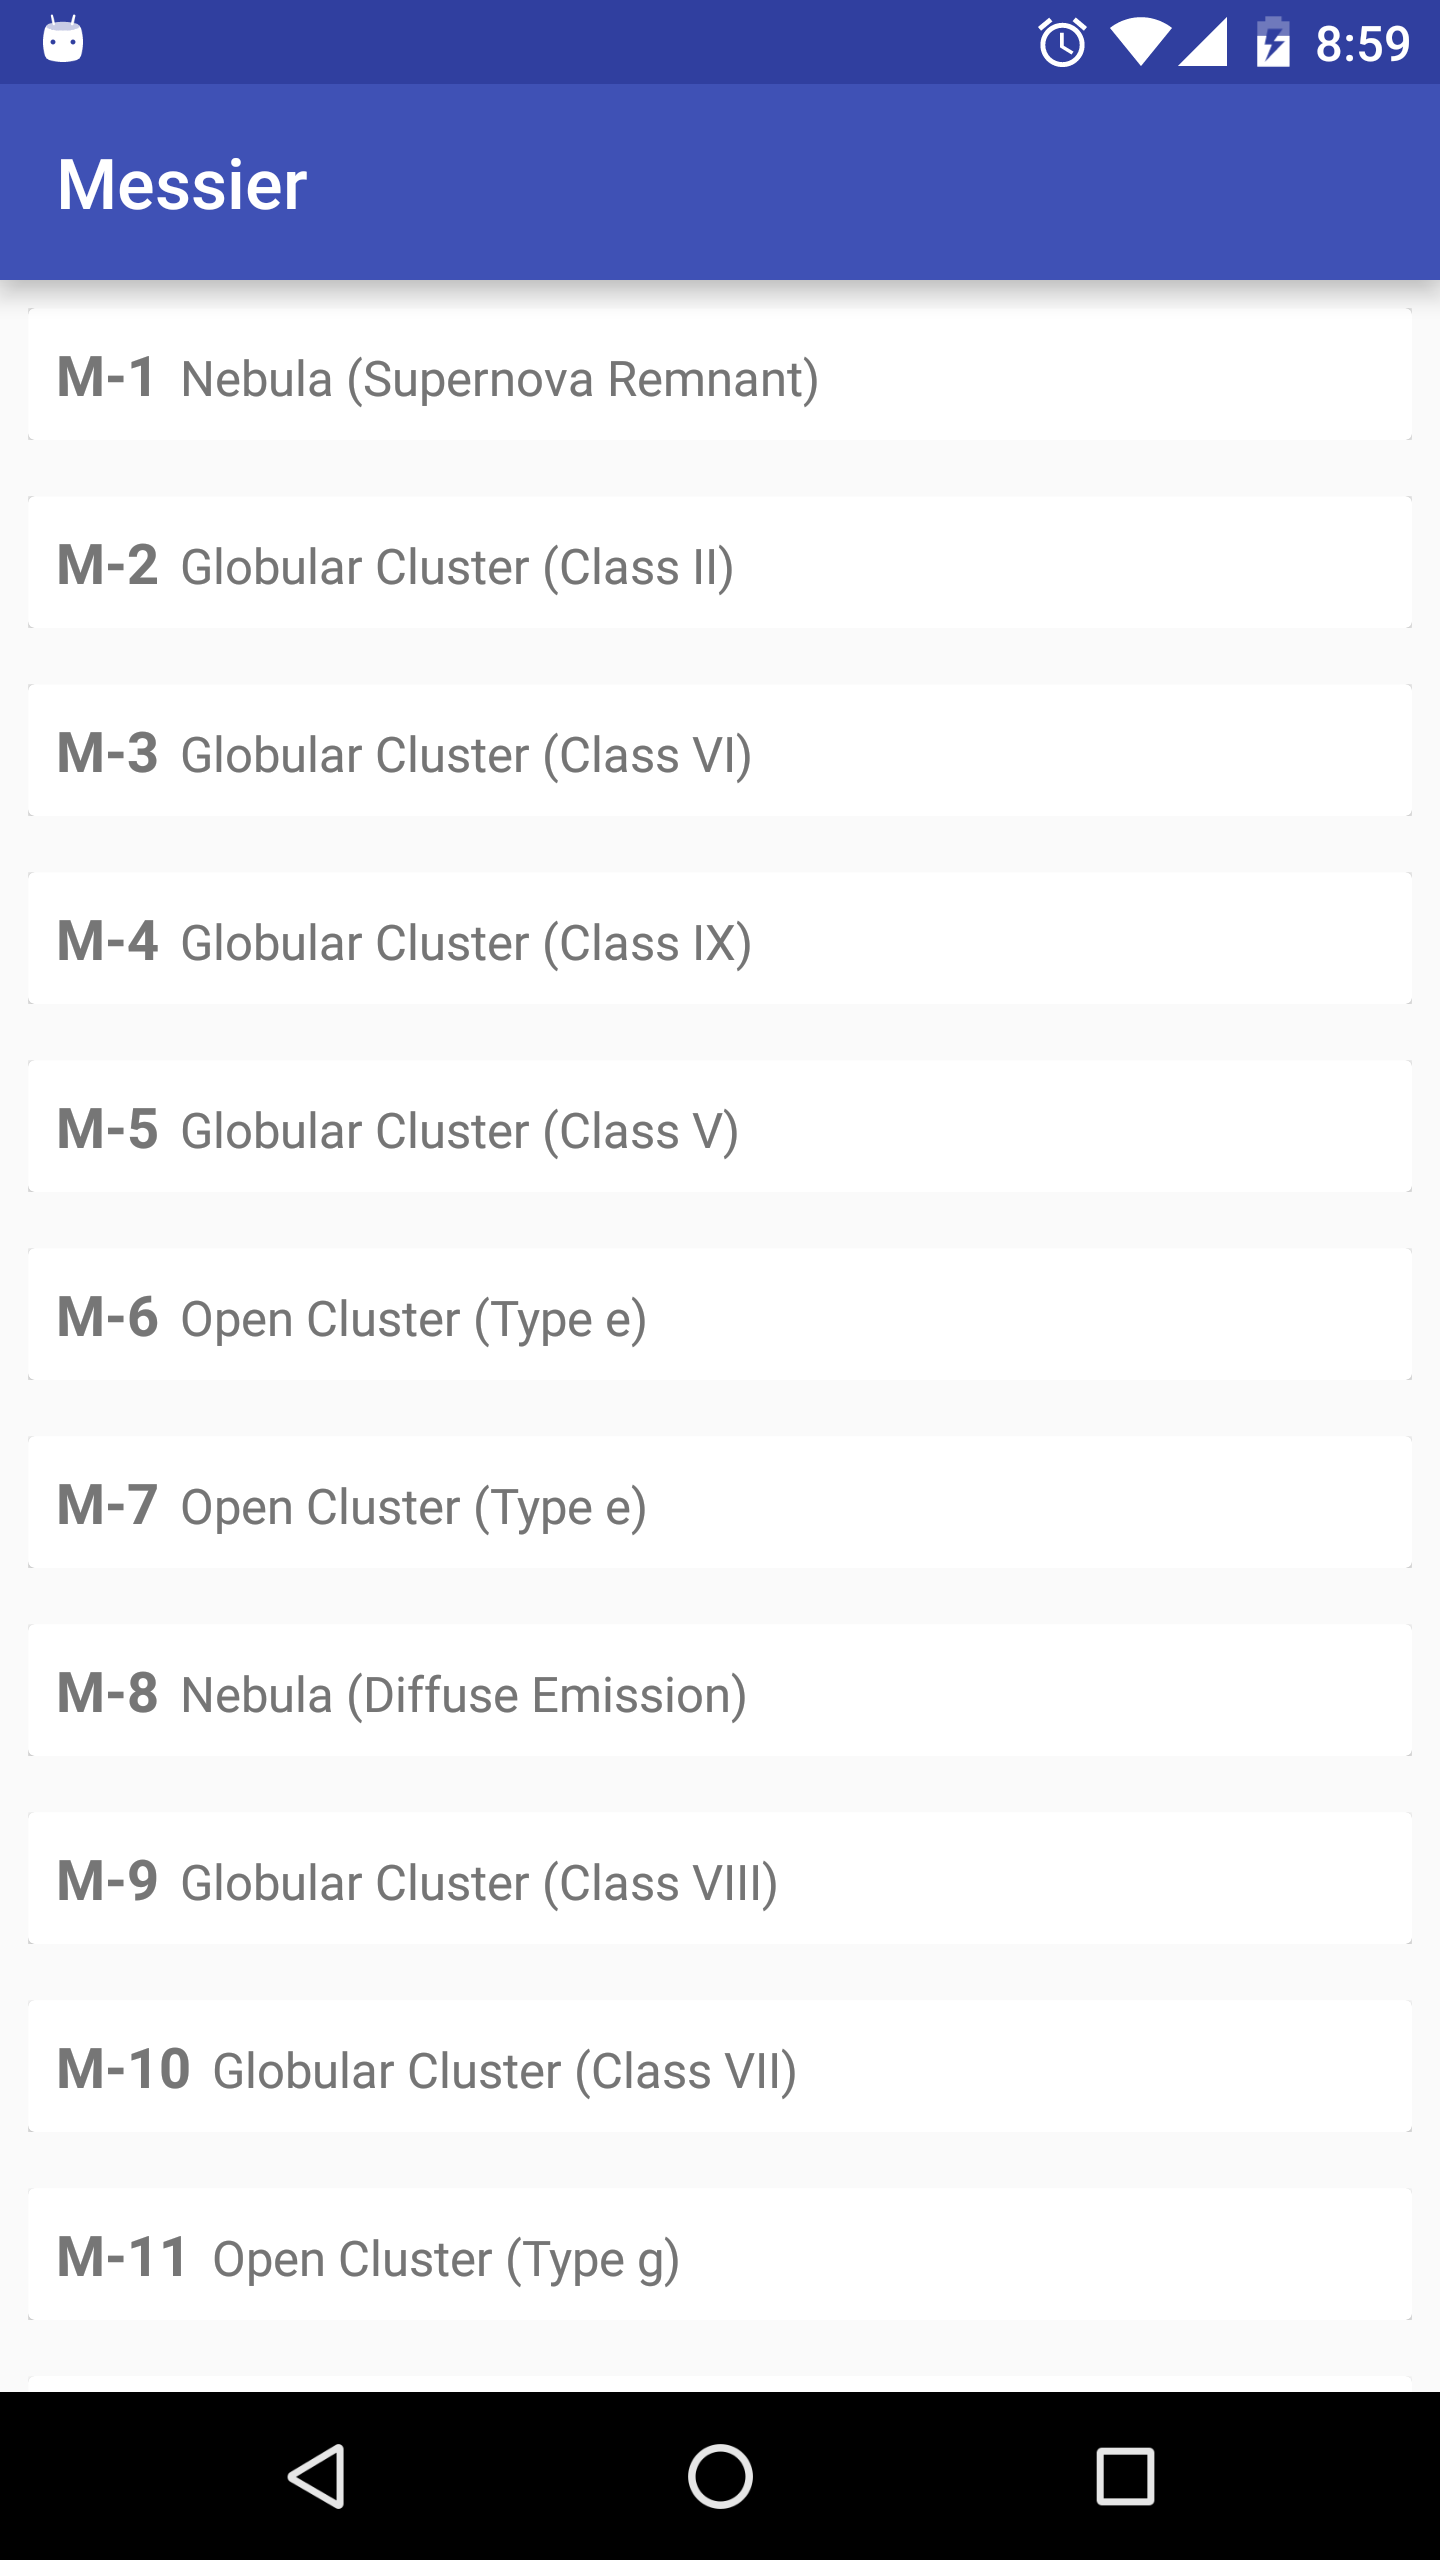 8:59
Messier
M-1 Nebula (Supernova Remnant)
M-2 Globular Cluster (Class II)
M-3 Globular Cluster (Class VI)
M-4 Globular Cluster (Class IX)
M-5 Globular Cluster (Class V)
M-6 Open Cluster (Type e)
M-7 Open Cluster (Type e)
M-8 Nebula (Diffuse Emission)
M-9 Globular Cluster (Class VIII)
M-10 Globular Cluster (Class VII)
M-11 Open Cluster (Type g)